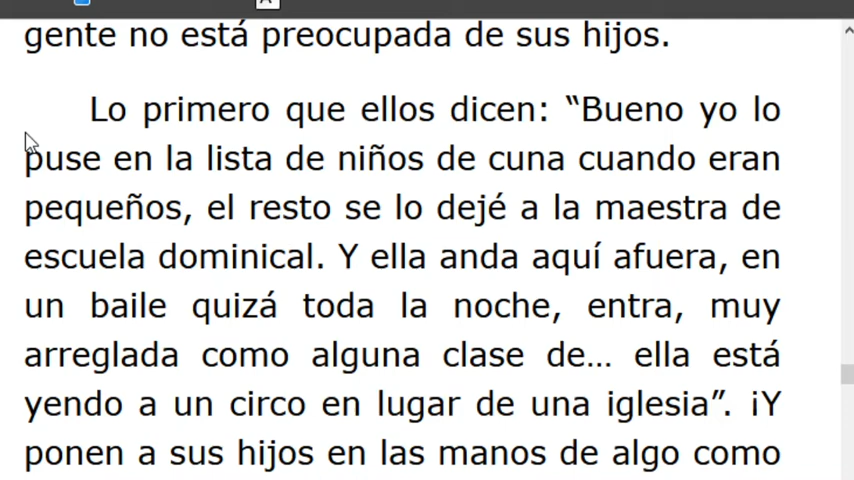 gente no está preocupada de sus hijos.
Lo primero que ellos dicen: “Bueno yo lo
puse en la lista de niños de cuna cuando eran
pequeños, el resto se lo dejé a la maestra de
escuela dominical. Y ella anda aquí afuera, en
un baile quizá toda la noche, entra, muy
arreglada como alguna clase de… ella está
yendo a un circo en lugar de una iglesia”. ¡Y
ponen a sus hijos en las manos de algo como